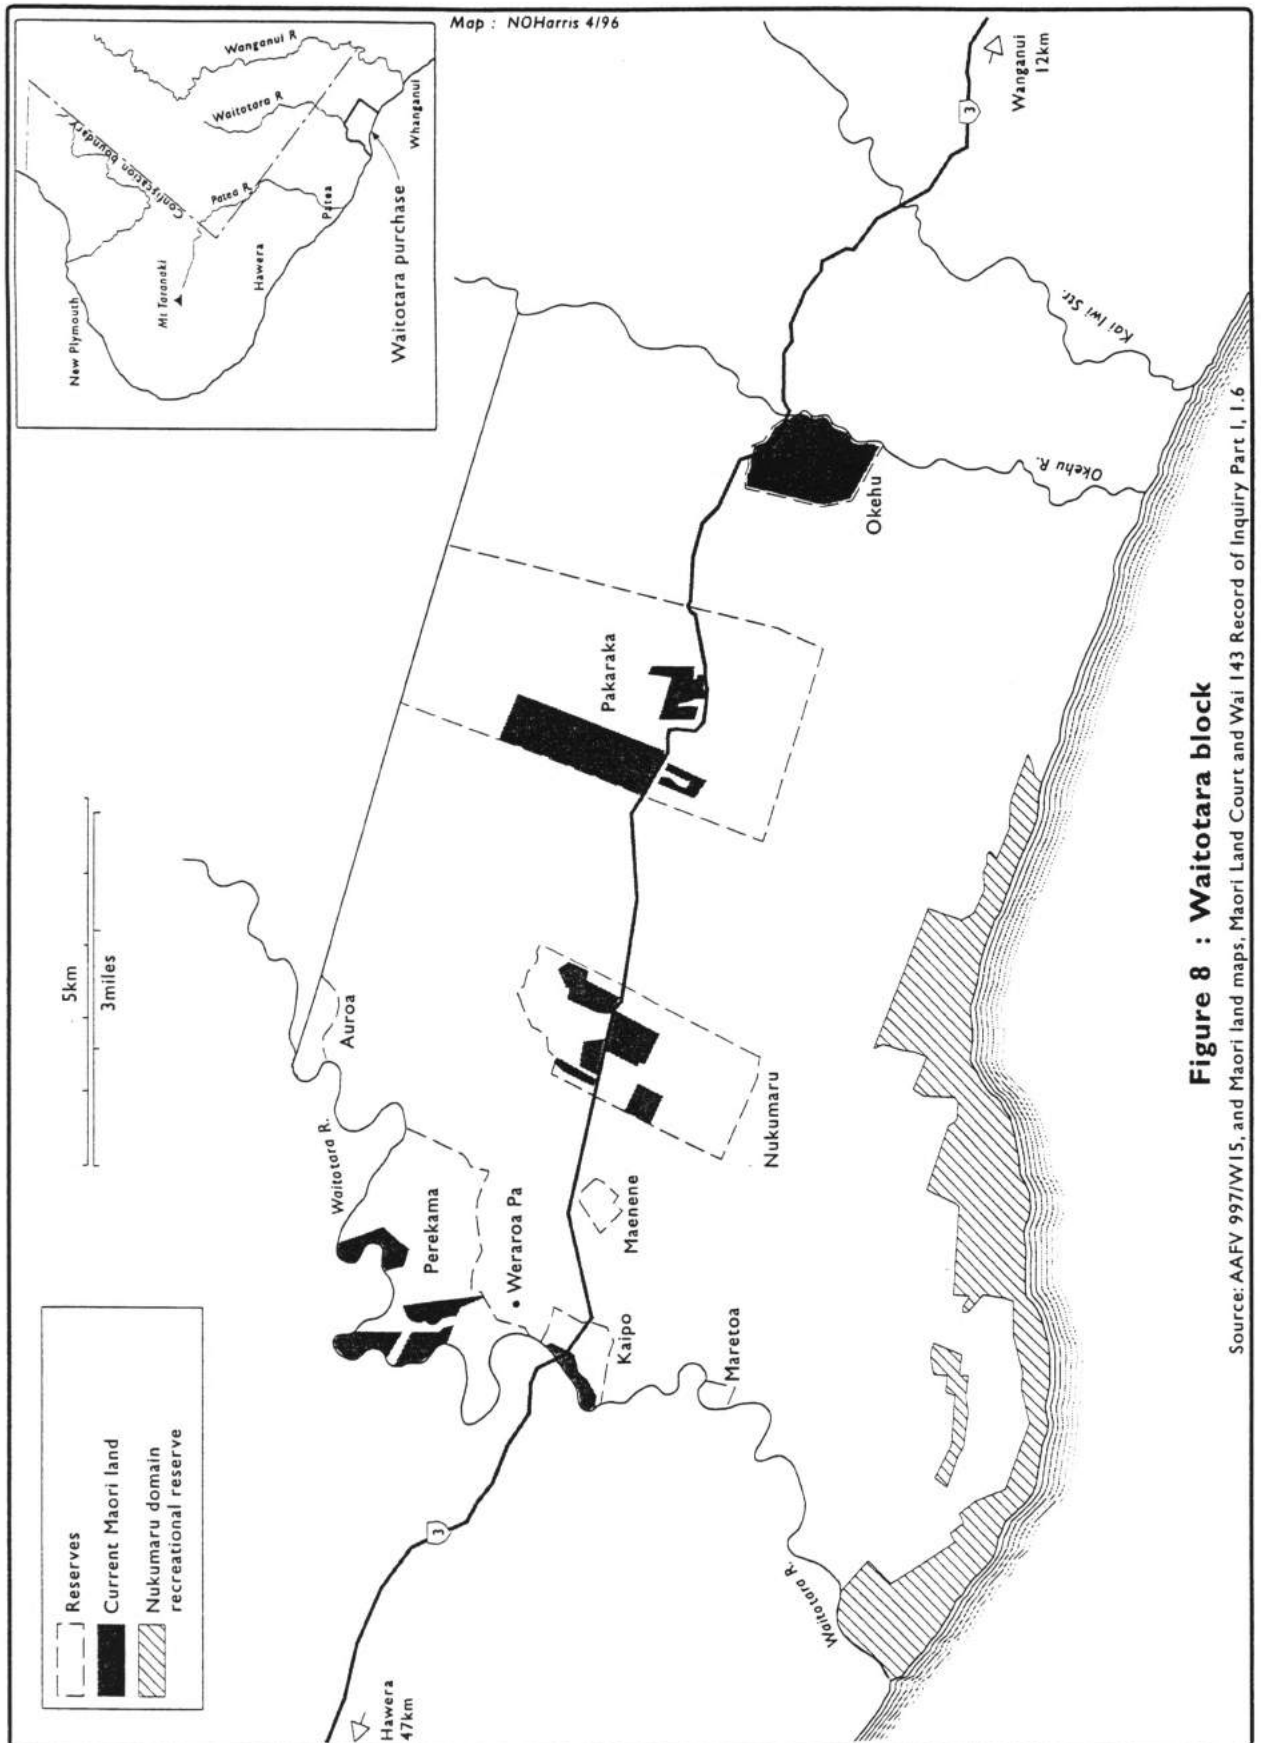 Map : NOHarris 4/96
Wanganui R
Waitotara R
Confiscation boundary
Patea R
New Plymouth
Mt Taranaki
Hawera
Patea
Whanganui
Waitotara purchase
Reserves
Current Maori land
Nukumaru domain
recreational reserve
5km
3miles
Hawera
47km
3
Waitotara R.
Perekama
Weraroa Pa
Kaipo
Maretoa
Maenene
Auroa
Nukumaru
Pakaraka
Okehu
Okehu R.
Kai Iwi Str.
3
Wanganui
12km
Waitotara R.
Figure 8 : Waitotara block
Source: AAFV 997/W15, and Maori land maps, Maori Land Court and Wai 143 Record of Inquiry Part I, 1.6